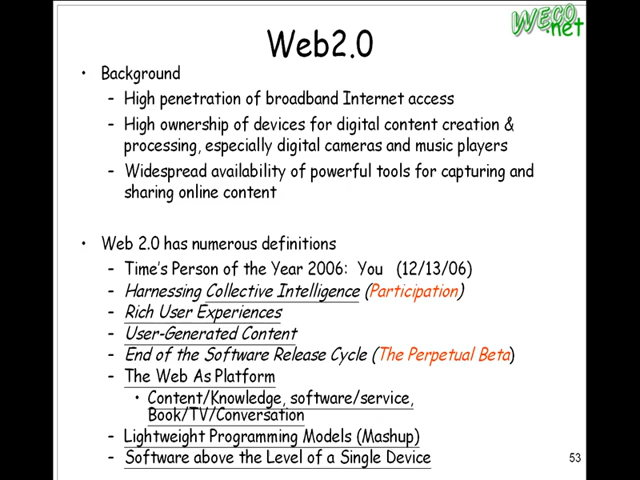 WECO
.net
Web2.0
• Background
– High penetration of broadband Internet access
– High ownership of devices for digital content creation &
processing, especially digital cameras and music players
– Widespread availability of powerful tools for capturing and
sharing online content
• Web 2.0 has numerous definitions
– Time's Person of the Year 2006: You (12/13/06)
– Harnessing Collective Intelligence (Participation)
– Rich User Experiences
– User-Generated Content
– End of the Software Release Cycle (The Perpetual Beta)
– The Web As Platform
• Content/Knowledge, software/service,
Book/TV/Conversation
– Lightweight Programming Models (Mashup)
– Software above the Level of a Single Device
53